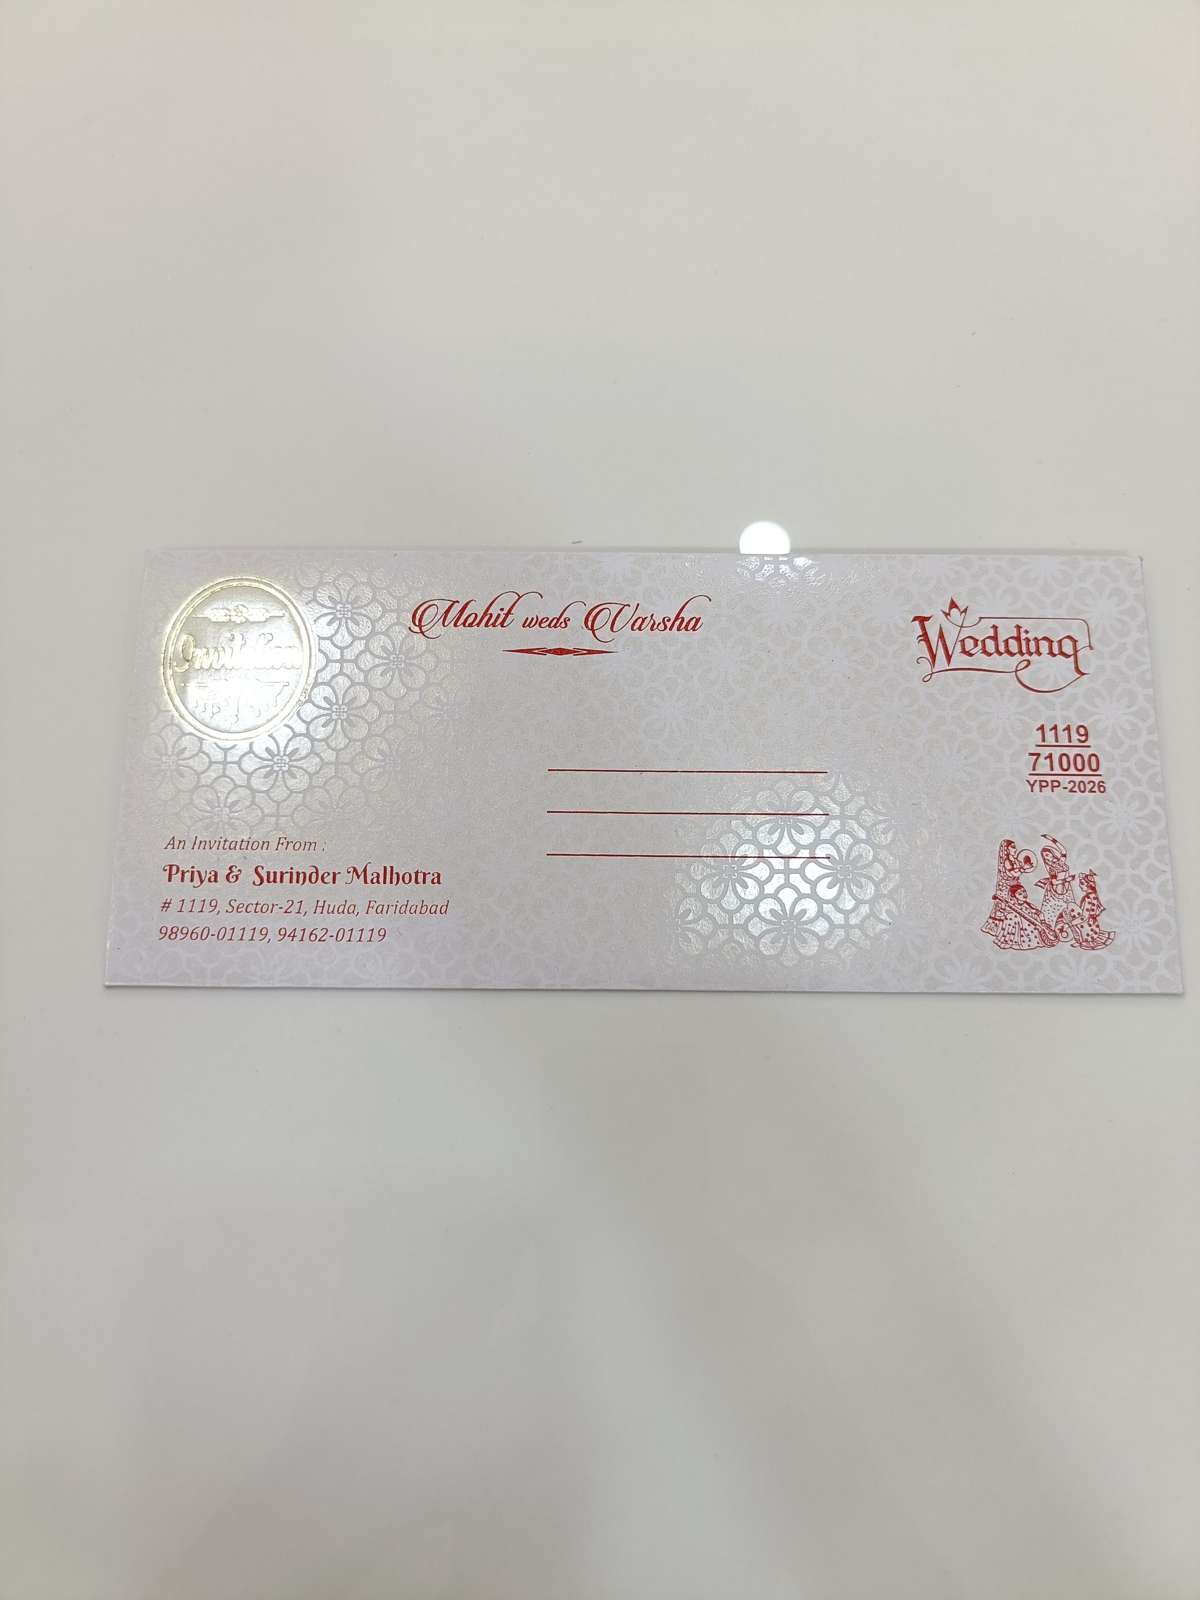 Invitation
Mohit weds Varsha
Wedding
1119
71000
YPP-2026
An Invitation From :
Priya & Surinder Malhotra
# 1119, Sector-21, Huda, Faridabad
98960-01119, 94162-01119